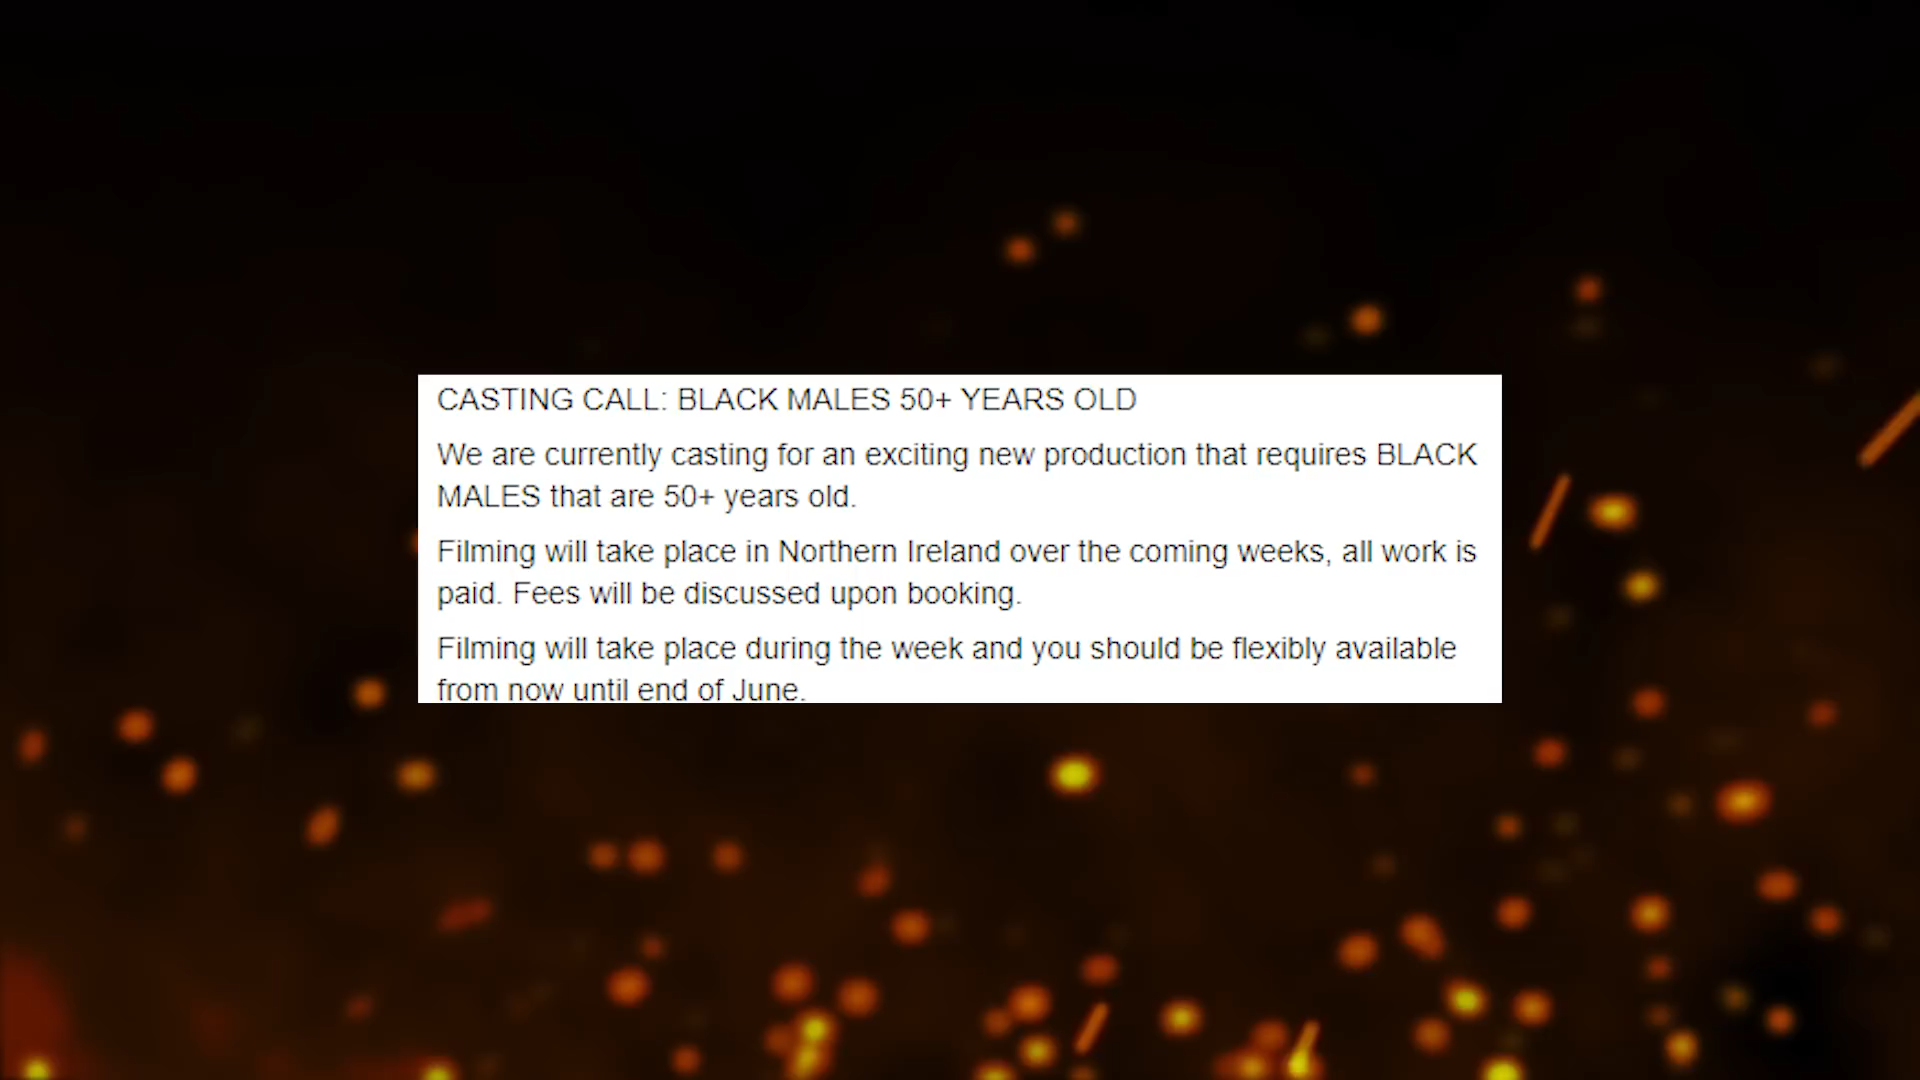 CASTING CALL: BLACK MALES 50+ YEARS OLD
We are currently casting for an exciting new production that requires BLACK
MALES that are 50+ years old.
Filming will take place in Northern Ireland over the coming weeks, all work is
paid. Fees will be discussed upon booking.
Filming will take place during the week and you should be flexibly available
from now until end of June.